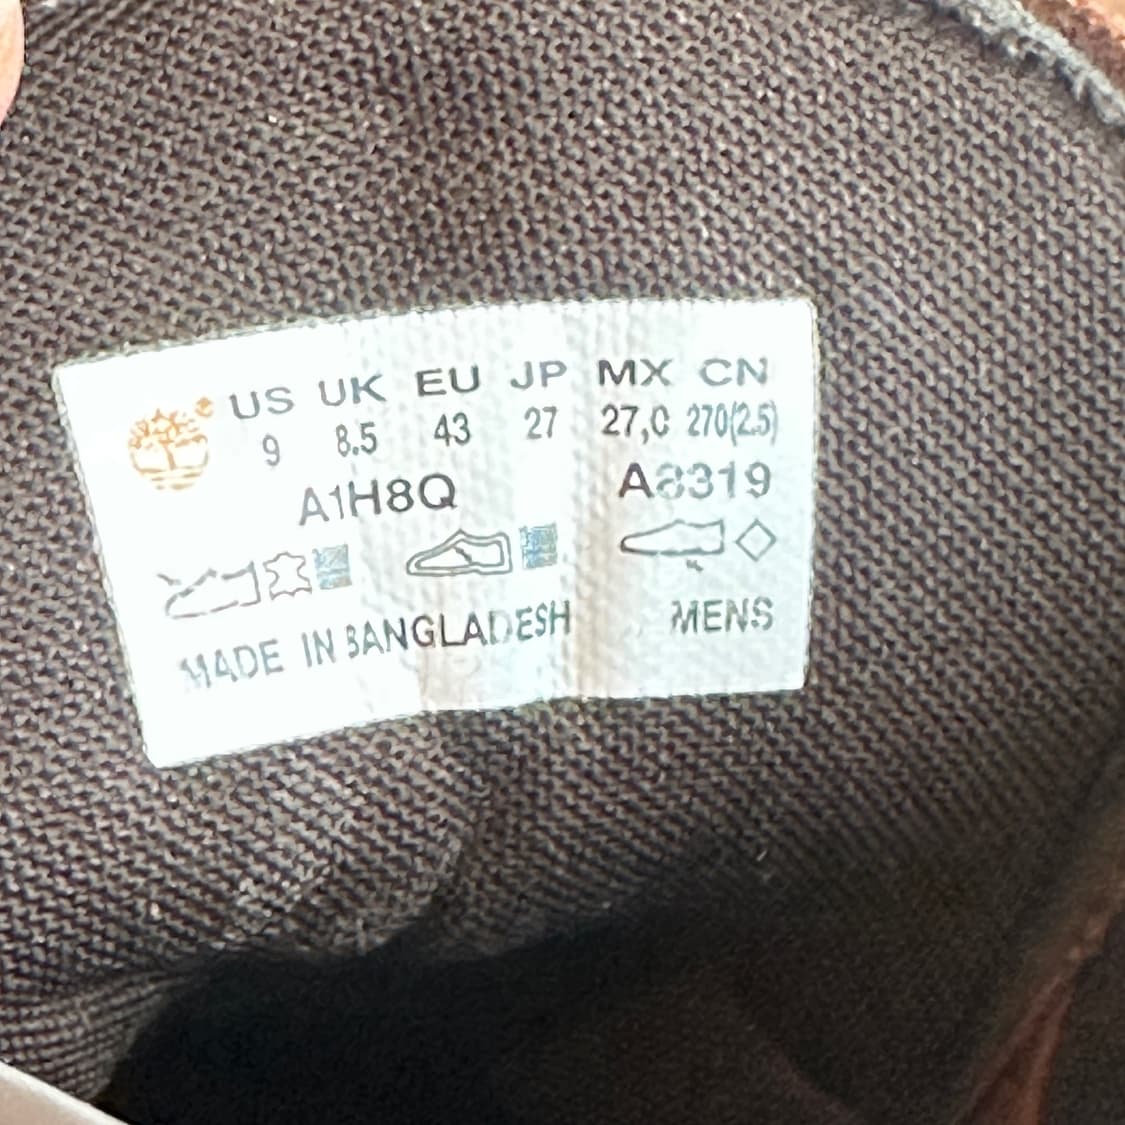 US UK EU JP MX CN
9 8.5 43 27 27,0 270(2.5)
A1H8Q A8319
MADE IN BANGLADESH MENS